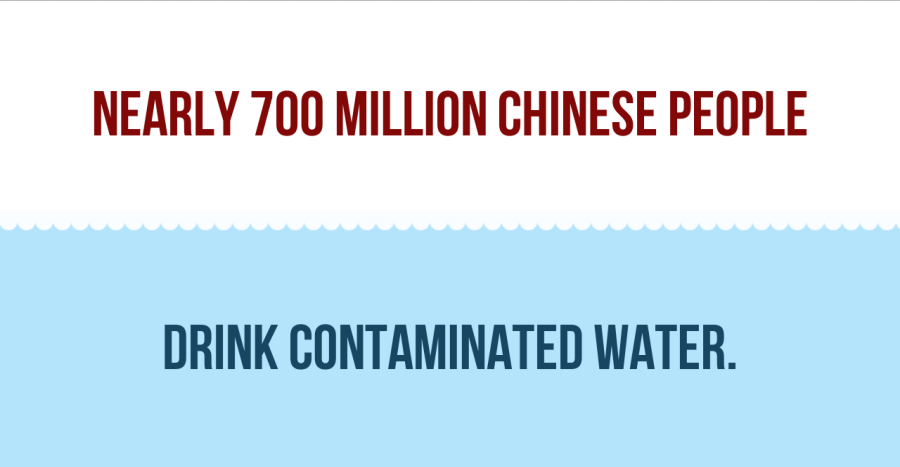 NEARLY 700 MILLION CHINESE PEOPLE
DRINK CONTAMINATED WATER.